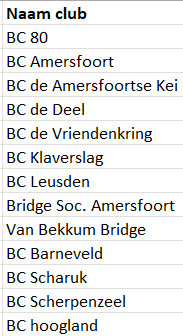 Naam club
BC 80
BC Amersfoort
BC de Amersfoortse Kei
BC de Deel
BC de Vriendenkring
BC Klaverslag
BC Leusden
Bridge Soc. Amersfoort
Van Bekkum Bridge
BC Barneveld
BC Scharuk
BC Scherpenzeel
BC hoogland